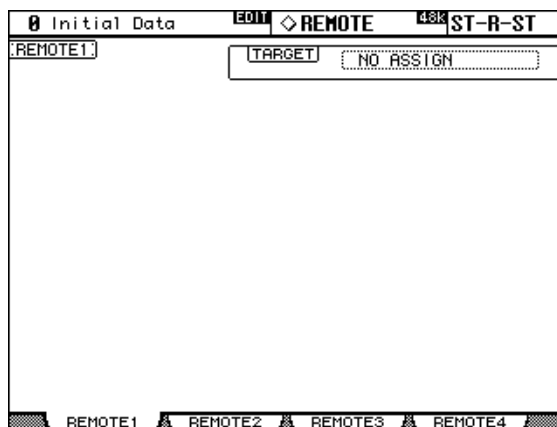 0 Initial Data EDIT ◇REMOTE 48K ST-R-ST
REMOTE1
TARGET NO ASSIGN
REMOTE1 REMOTE2 REMOTE3 REMOTE4